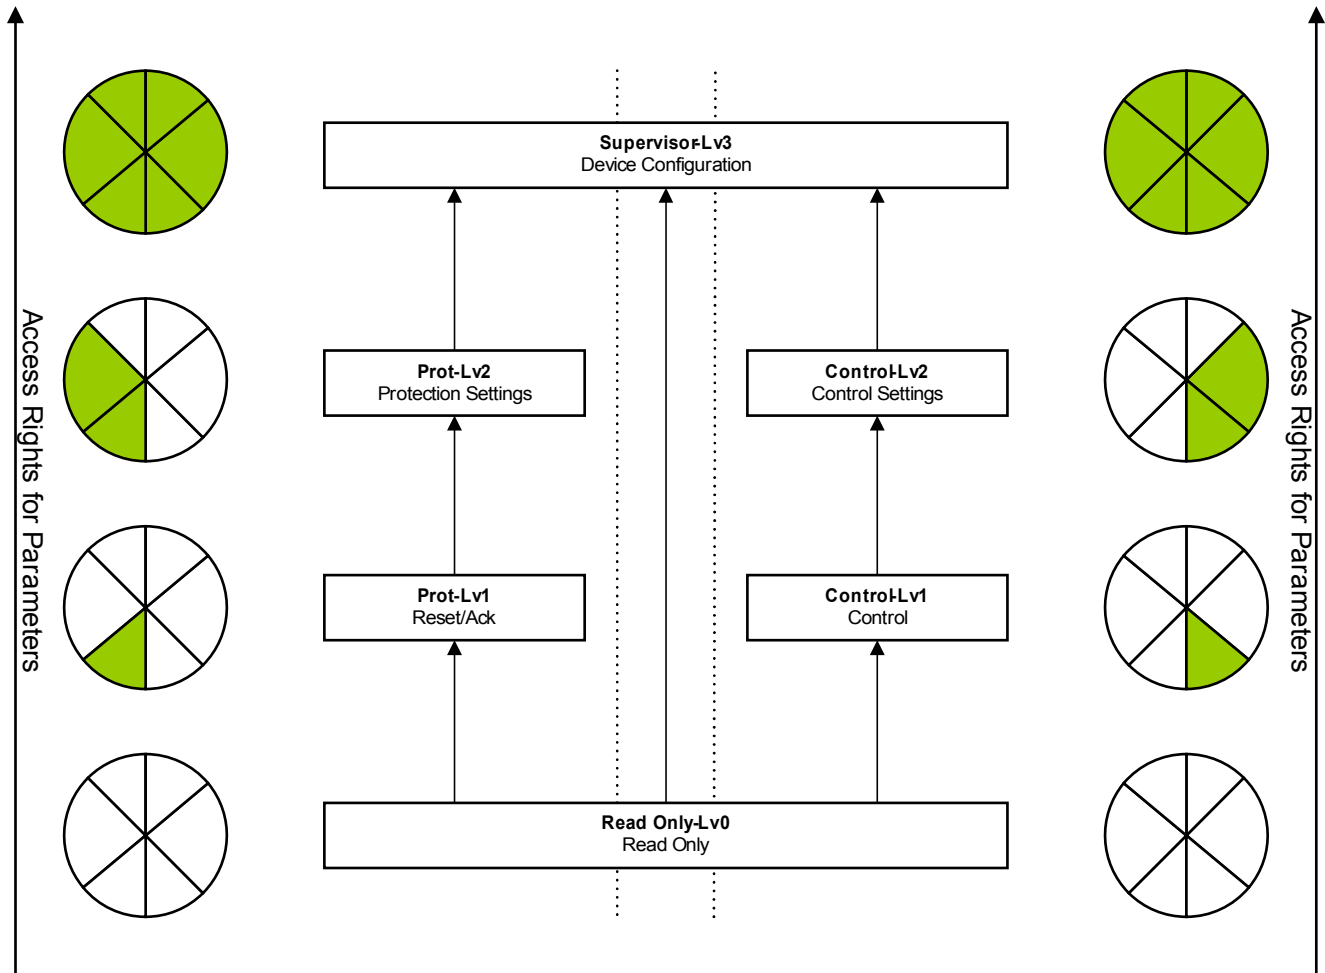 Supervisor-Lv3
Device Configuration
Access Rights for Parameters
Access Rights for Parameters
Prot-Lv2
Protection Settings
Control-Lv2
Control Settings
Prot-Lv1
Reset/Ack
Control-Lv1
Control
Read Only-Lv0
Read Only